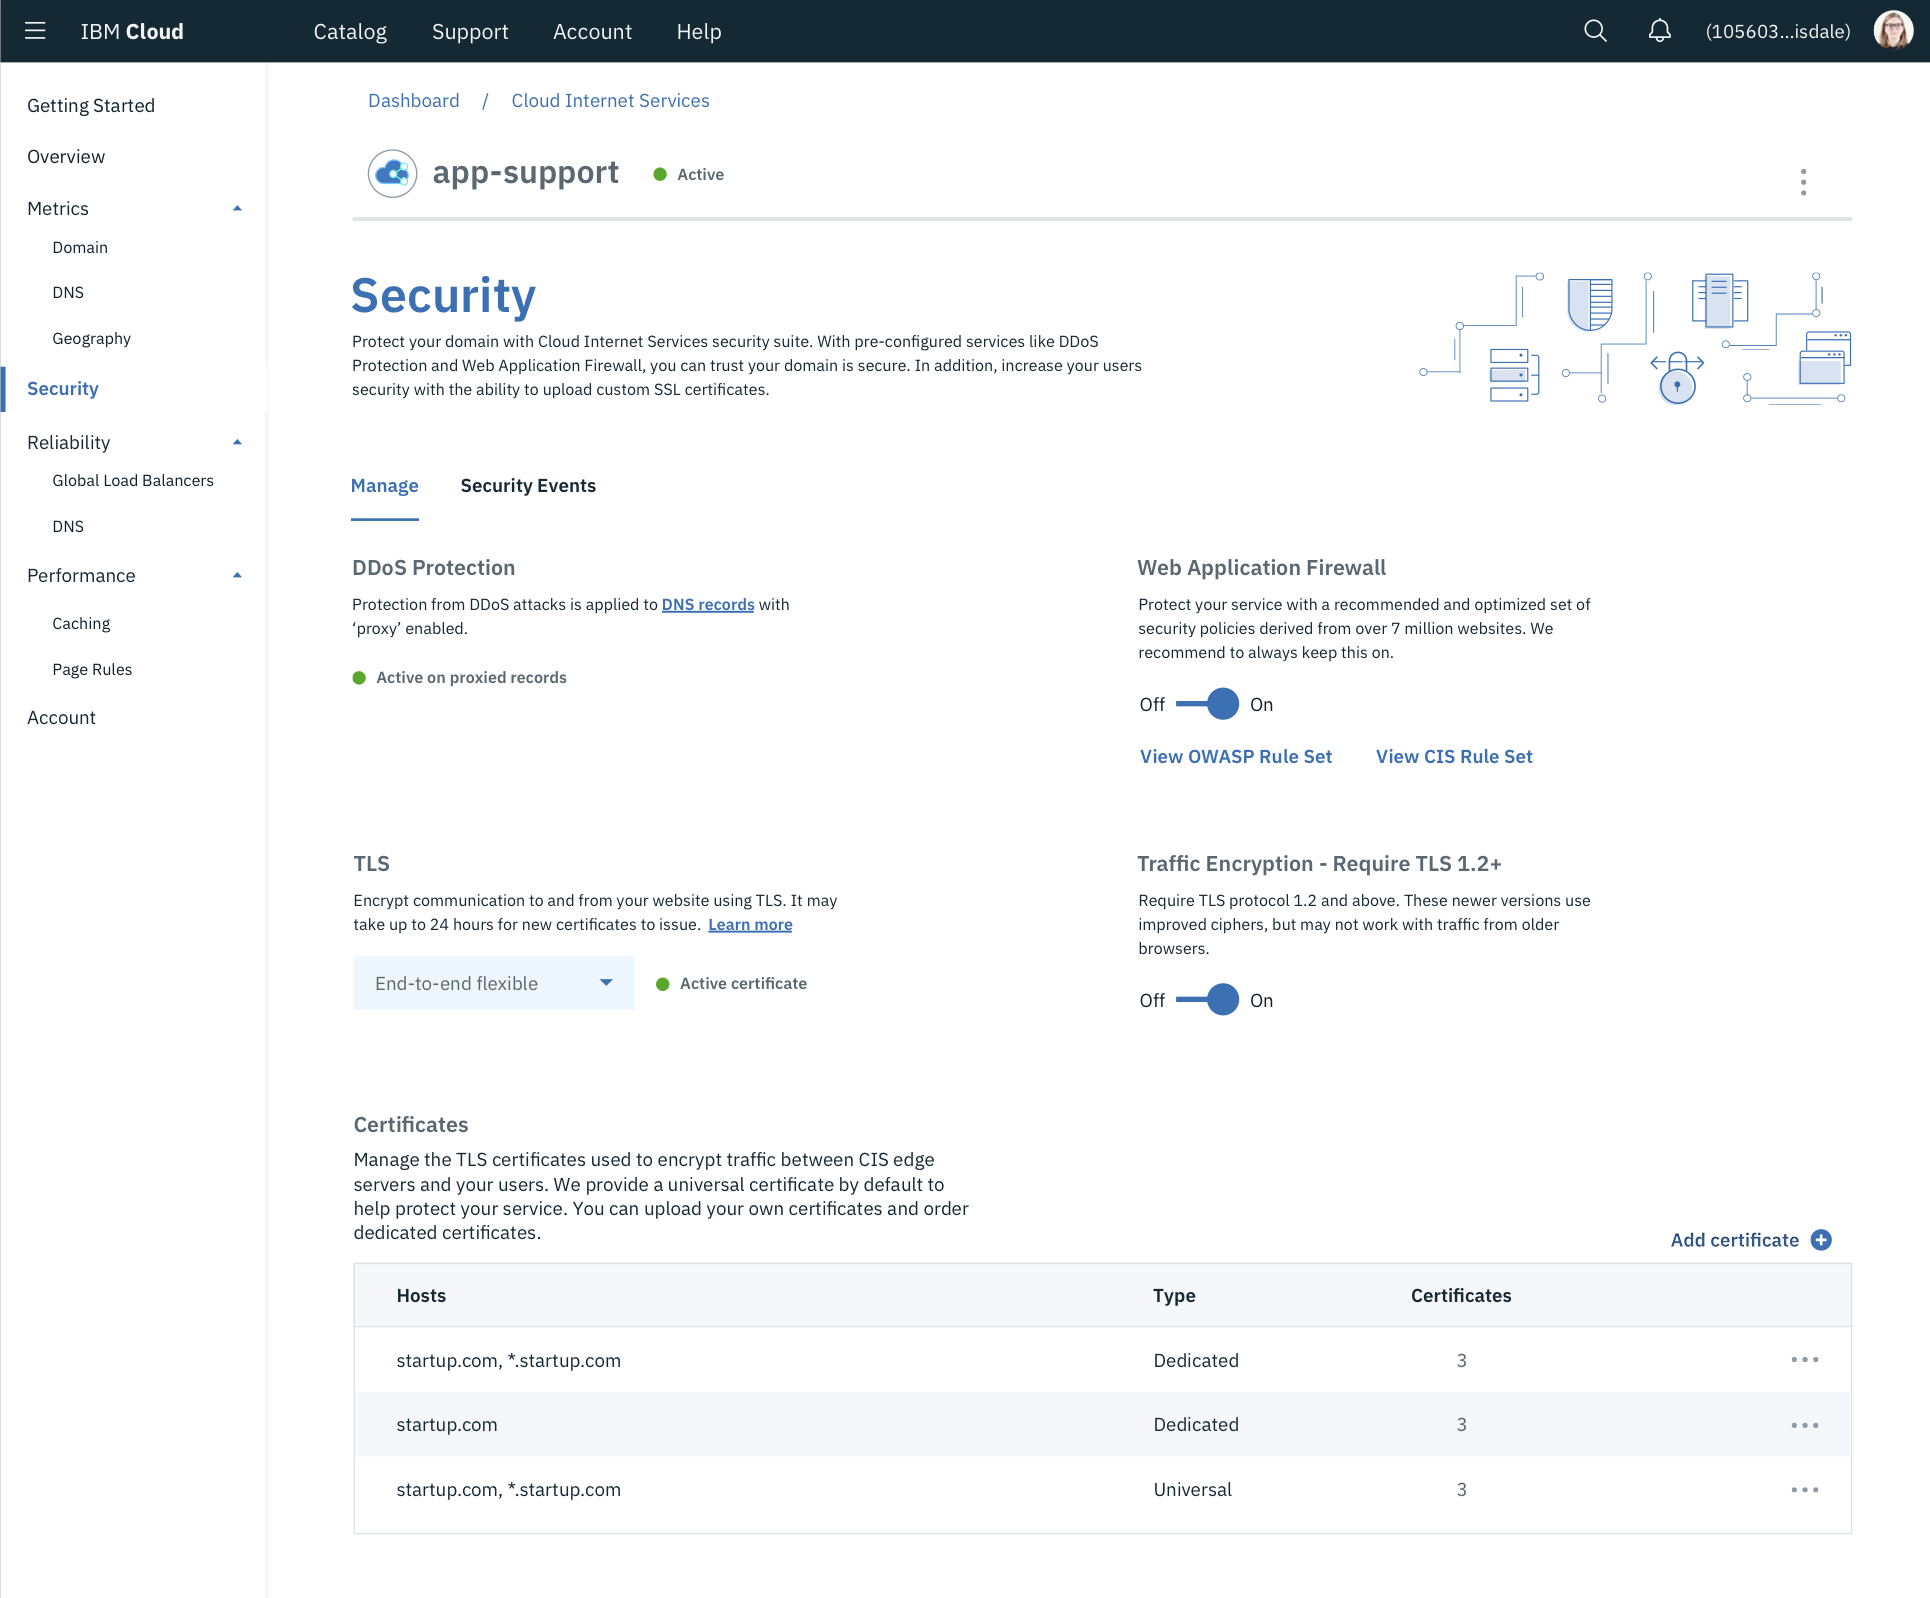 IBM Cloud
Catalog
Support
Account
Help
(105603...isdale)
Getting Started
Overview
Metrics
Domain
DNS
Geography
Security
Reliability
Global Load Balancers
DNS
Performance
Caching
Page Rules
Account
Dashboard / Cloud Internet Services
app-support
Active
Security
Protect your domain with Cloud Internet Services security suite. With pre-configured services like DDoS
Protection and Web Application Firewall, you can trust your domain is secure. In addition, increase your users
security with the ability to upload custom SSL certificates.
Manage
Security Events
DDoS Protection
Protection from DDoS attacks is applied to DNS records with
‘proxy’ enabled.
Active on proxied records
Web Application Firewall
Protect your service with a recommended and optimized set of
security policies derived from over 7 million websites. We
recommend to always keep this on.
Off On
View OWASP Rule Set
View CIS Rule Set
TLS
Encrypt communication to and from your website using TLS. It may
take up to 24 hours for new certificates to issue. Learn more
End-to-end flexible
Active certificate
Traffic Encryption - Require TLS 1.2+
Require TLS protocol 1.2 and above. These newer versions use
improved ciphers, but may not work with traffic from older
browsers.
Off On
Certificates
Manage the TLS certificates used to encrypt traffic between CIS edge
servers and your users. We provide a universal certificate by default to
help protect your service. You can upload your own certificates and order
dedicated certificates.
Add certificate
Hosts Type Certificates
startup.com, *.startup.com Dedicated 3
startup.com Dedicated 3
startup.com, *.startup.com Universal 3